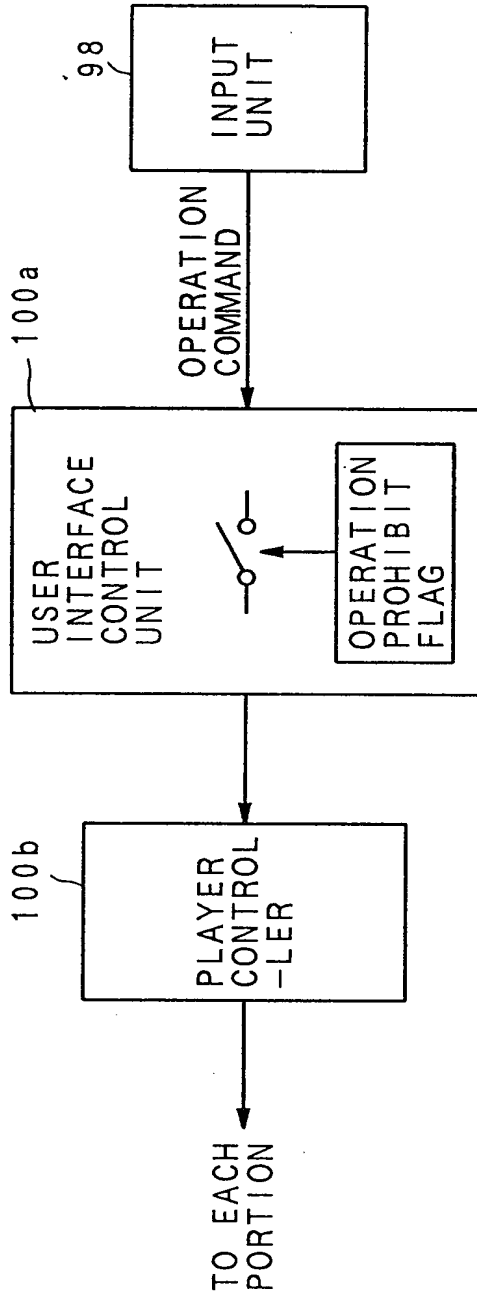 TO EACH
PORTION
100b
PLAYER
CONTROL
-LER
100a
USER
INTERFACE
CONTROL
UNIT
OPERATION
PROHIBIT
FLAG
OPERATION
COMMAND
98
INPUT
UNIT